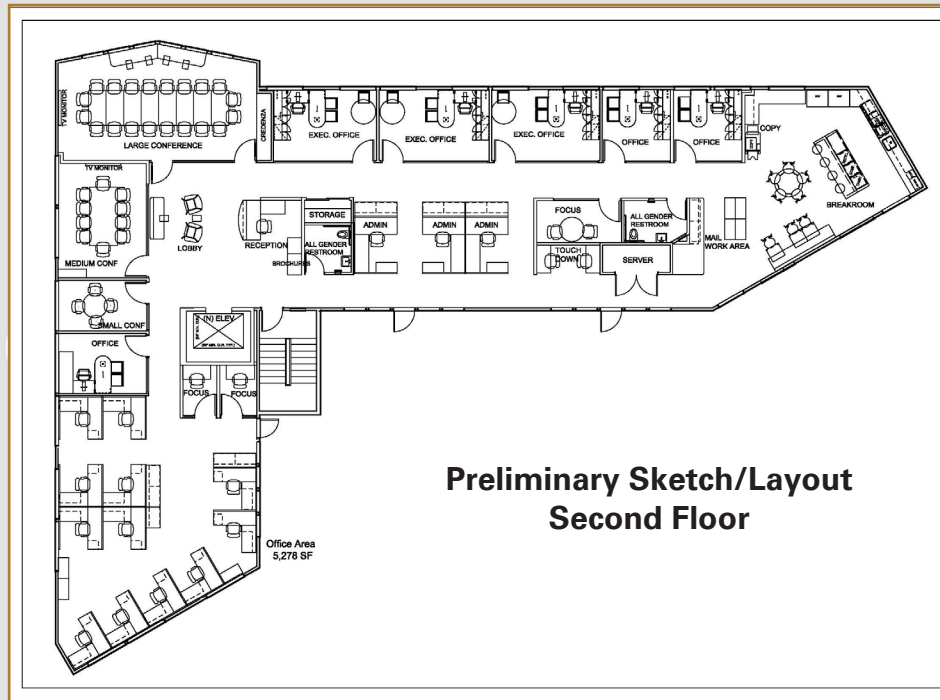 TV MONITOR
LARGE CONFERENCE
CREDENZA
EXEC. OFFICE
EXEC. OFFICE
EXEC. OFFICE
OFFICE
OFFICE
COPY
COPY
BREAKROOM
TV MONITOR
MEDIUM CONF
LOBBY
RECEPTION
STORAGE
ALL GENDER
RESTROOM
BROCHURES
ADMIN
ADMIN
ADMIN
FOCUS
ALL GENDER
RESTROOM
MAIL
WORK AREA
TOUCH
DOWN
SERVER
SMALL CONF
OFFICE
(N) ELEV
FOCUS
FOCUS
Preliminary Sketch/Layout
Second Floor
Office Area
5,278 SF